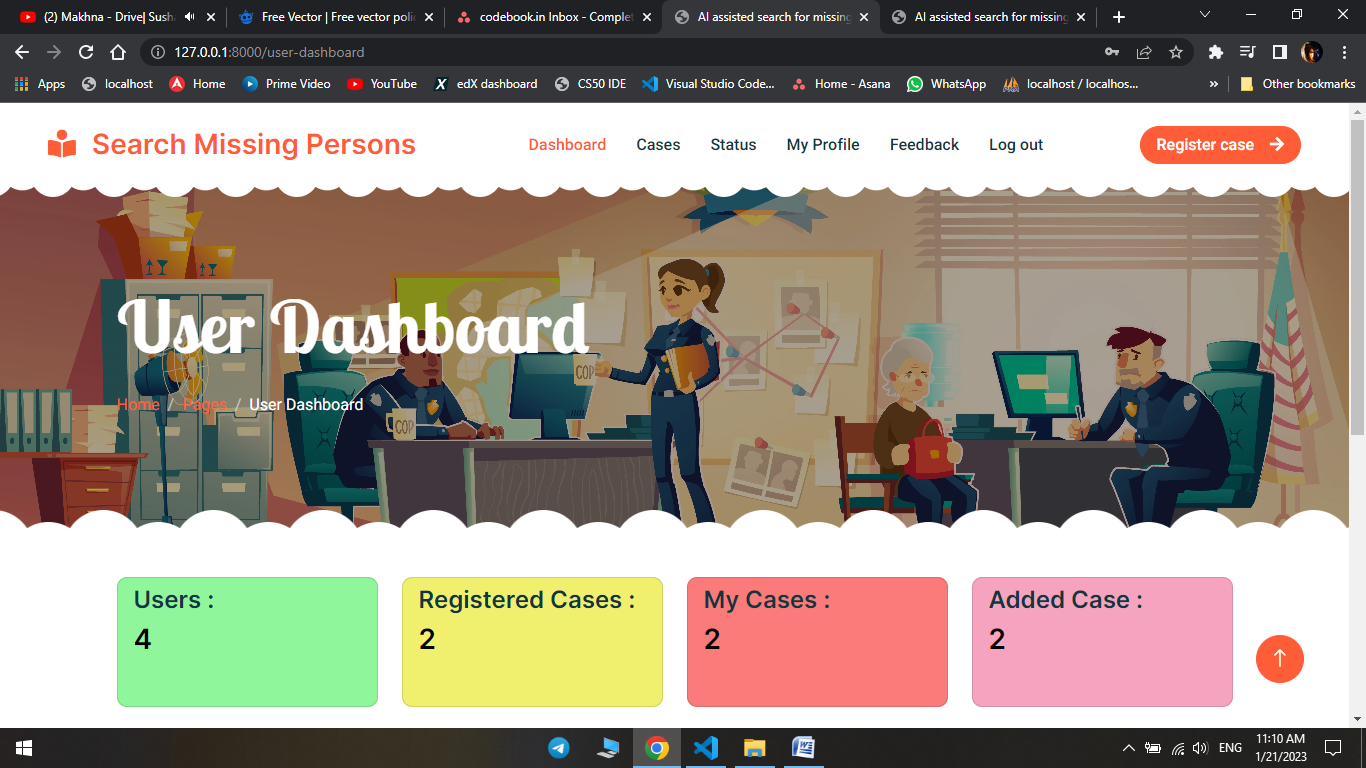 (2) Makhna - Drive| Susha
Free Vector | Free vector polic
codebook.in Inbox - Complet
AI assisted search for missing
AI assisted search for missing
127.0.0.1:8000/user-dashboard
Apps
localhost
Home
Prime Video
YouTube
edX dashboard
CS50 IDE
Visual Studio Code...
Home - Asana
WhatsApp
localhost / localhos...
»
Other bookmarks
Search Missing Persons
Dashboard
Cases
Status
My Profile
Feedback
Log out
Register case
User Dashboard
COP
COP
Home / Pages / User Dashboard
Users :
4
Registered Cases :
2
My Cases :
2
Added Case :
2
ENG
11:10 AM
1/21/2023